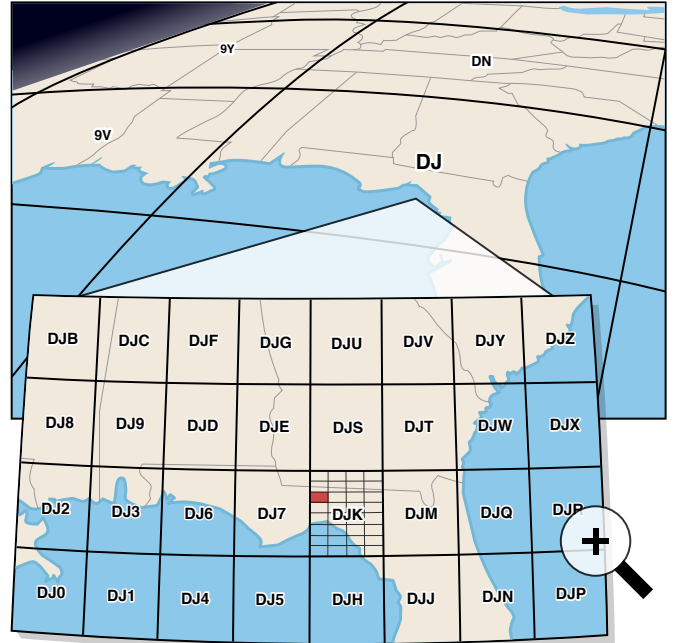 9Y
DN
9V
DJ
DJB DJC DJF DJG DJU DJV DJY DJZ
DJ8 DJ9 DJD DJE DJS DJT DJW DJX
DJ2 DJ3 DJ6 DJ7 DJK DJM DJQ DJR
DJ0 DJ1 DJ4 DJ5 DJH DJJ DJN DJP